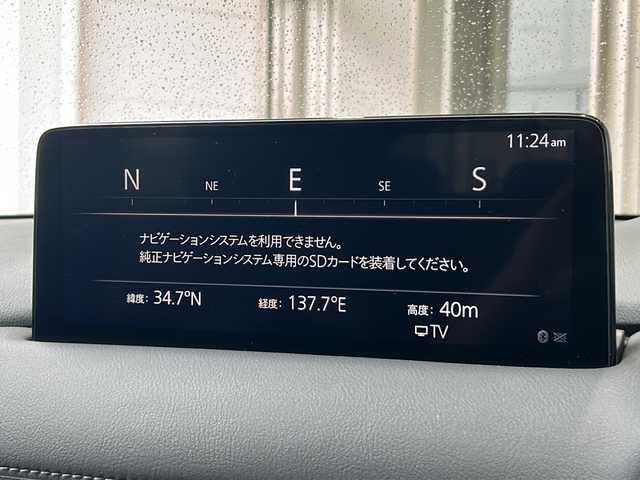 11:24am
N NE E SE S
ナビゲーションシステムを利用できません。
純正ナビゲーションシステム専用のSDカードを装着してください。
緯度: 34.7°N 経度: 137.7°E 高度: 40m
TV